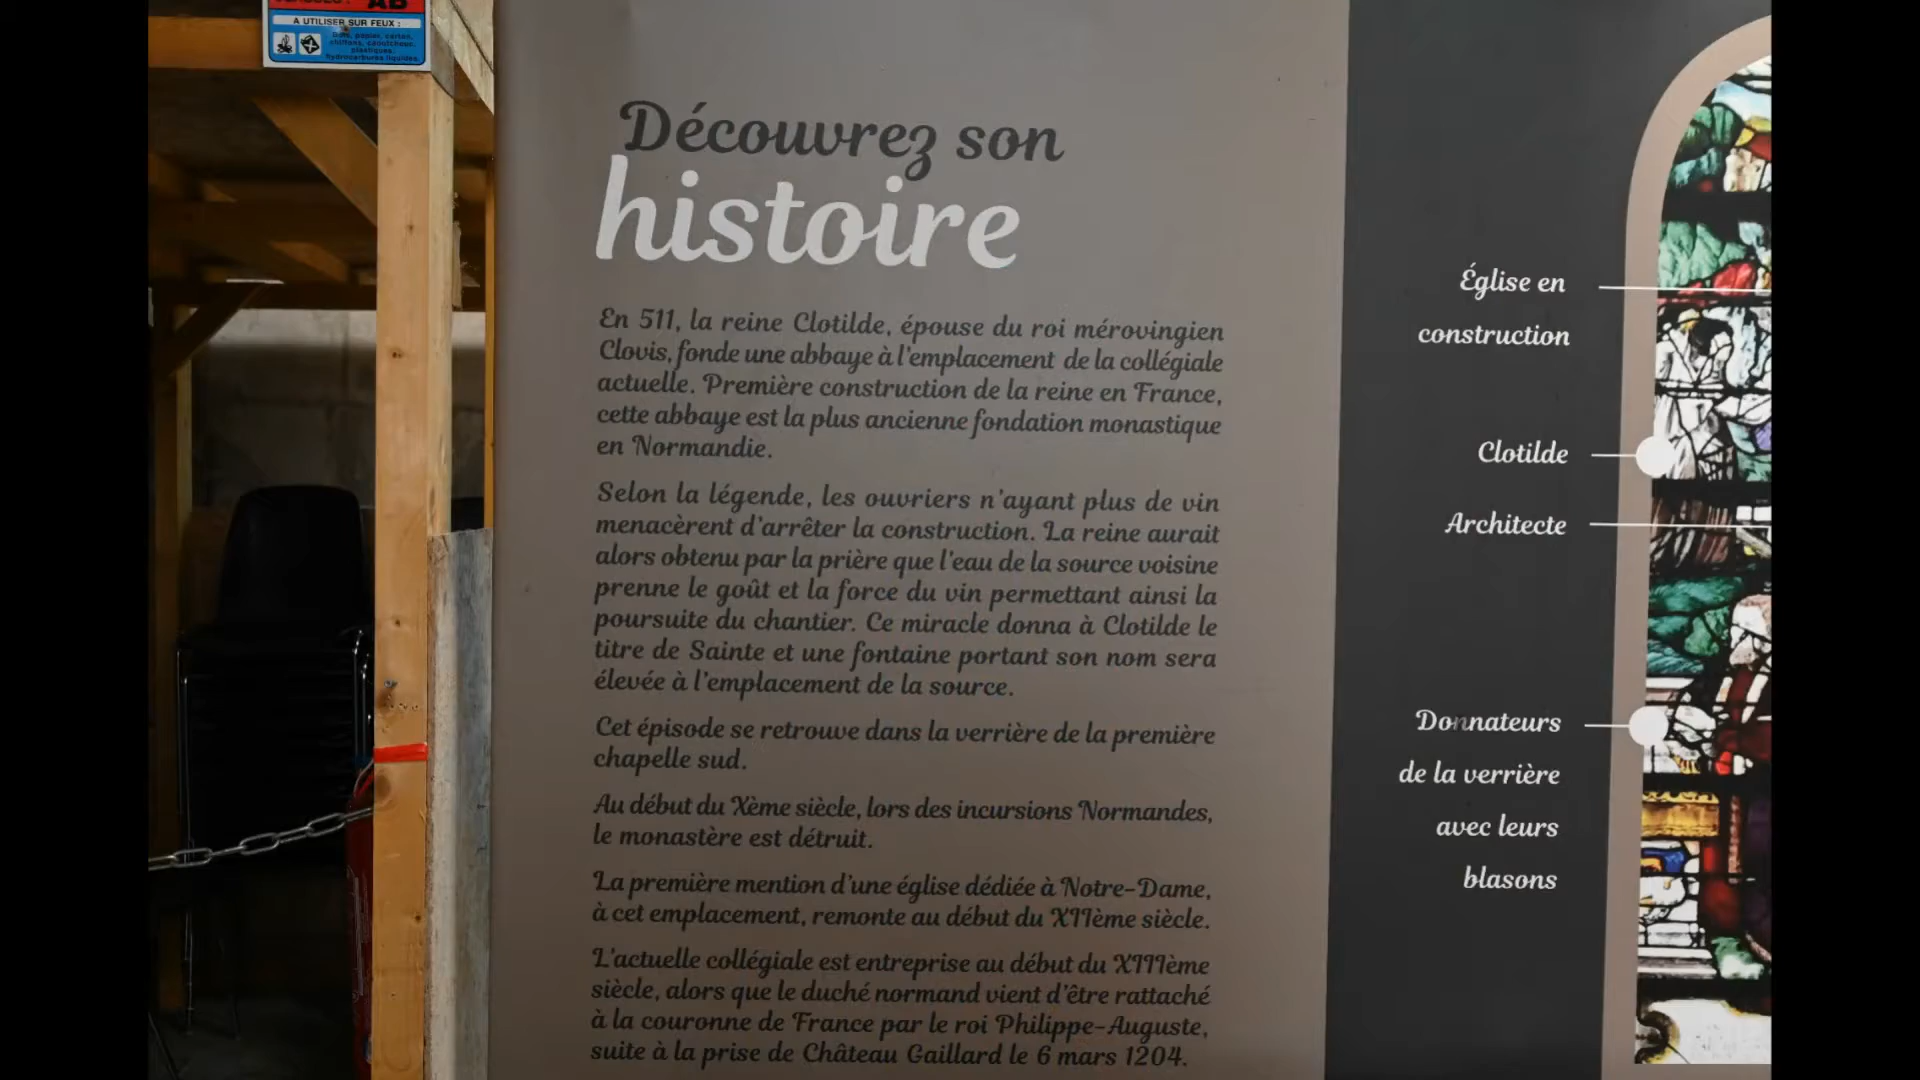 AB
A UTILISER SUR FEUX :
Bois, papier, carton,
chiffons, caoutchouc,
plastiques,
hydrocarbures liquides.
Découvrez son
histoire
En 511, la reine Clotilde, épouse du roi mérovingien
Clovis, fonde une abbaye à l'emplacement de la collégiale
actuelle. Première construction de la reine en France,
cette abbaye est la plus ancienne fondation monastique
en Normandie.
Selon la légende, les ouvriers n'ayant plus de vin
menacèrent d'arrêter la construction. La reine aurait
alors obtenu par la prière que l'eau de la source voisine
prenne le goût et la force du vin permettant ainsi la
poursuite du chantier. Ce miracle donna à Clotilde le
titre de Sainte et une fontaine portant son nom sera
élevée à l'emplacement de la source.
Cet épisode se retrouve dans la verrière de la première
chapelle sud.
Au début du Xème siècle, lors des incursions Normandes,
le monastère est détruit.
La première mention d'une église dédiée à Notre-Dame,
à cet emplacement, remonte au début du XIIème siècle.
L'actuelle collégiale est entreprise au début du XIIIème
siècle, alors que le duché normand vient d'être rattaché
à la couronne de France par le roi Philippe-Auguste,
suite à la prise de Château Gaillard le 6 mars 1204.
Église en
construction
Clotilde
Architecte
Donnateurs
de la verrière
avec leurs
blasons